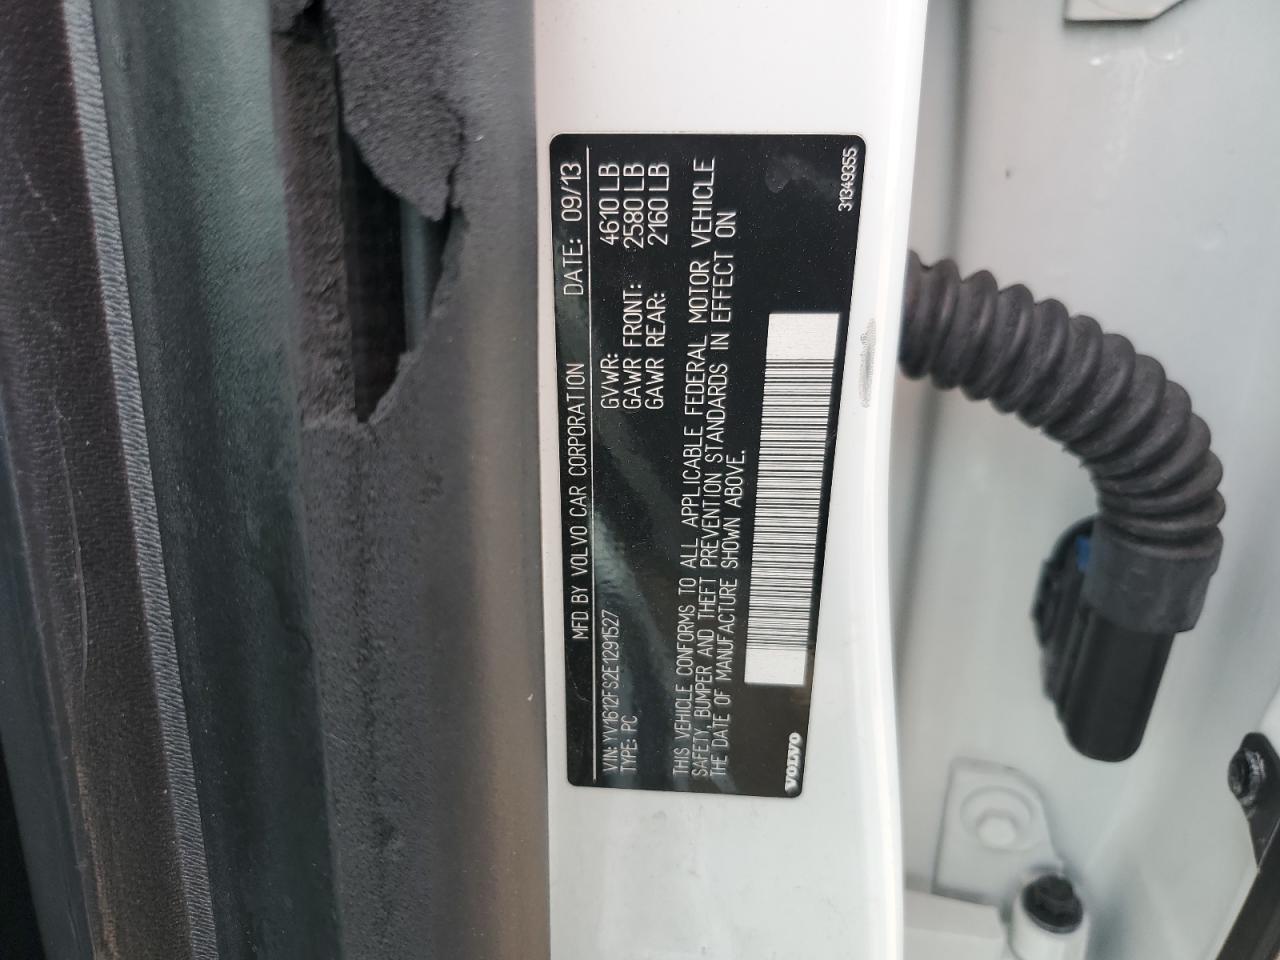 MFD BY VOLVO CAR CORPORATION DATE: 09/13
VIN: YV1612FS2E1291527 GVWR: 4610 LB
TYPE: PC GAWR FRONT: 2580 LB
GAWR REAR: 2160 LB
THIS VEHICLE CONFORMS TO ALL APPLICABLE FEDERAL MOTOR VEHICLE
SAFETY, BUMPER AND THEFT PREVENTION STANDARDS IN EFFECT ON
THE DATE OF MANUFACTURE SHOWN ABOVE.
VOLVO 31349355